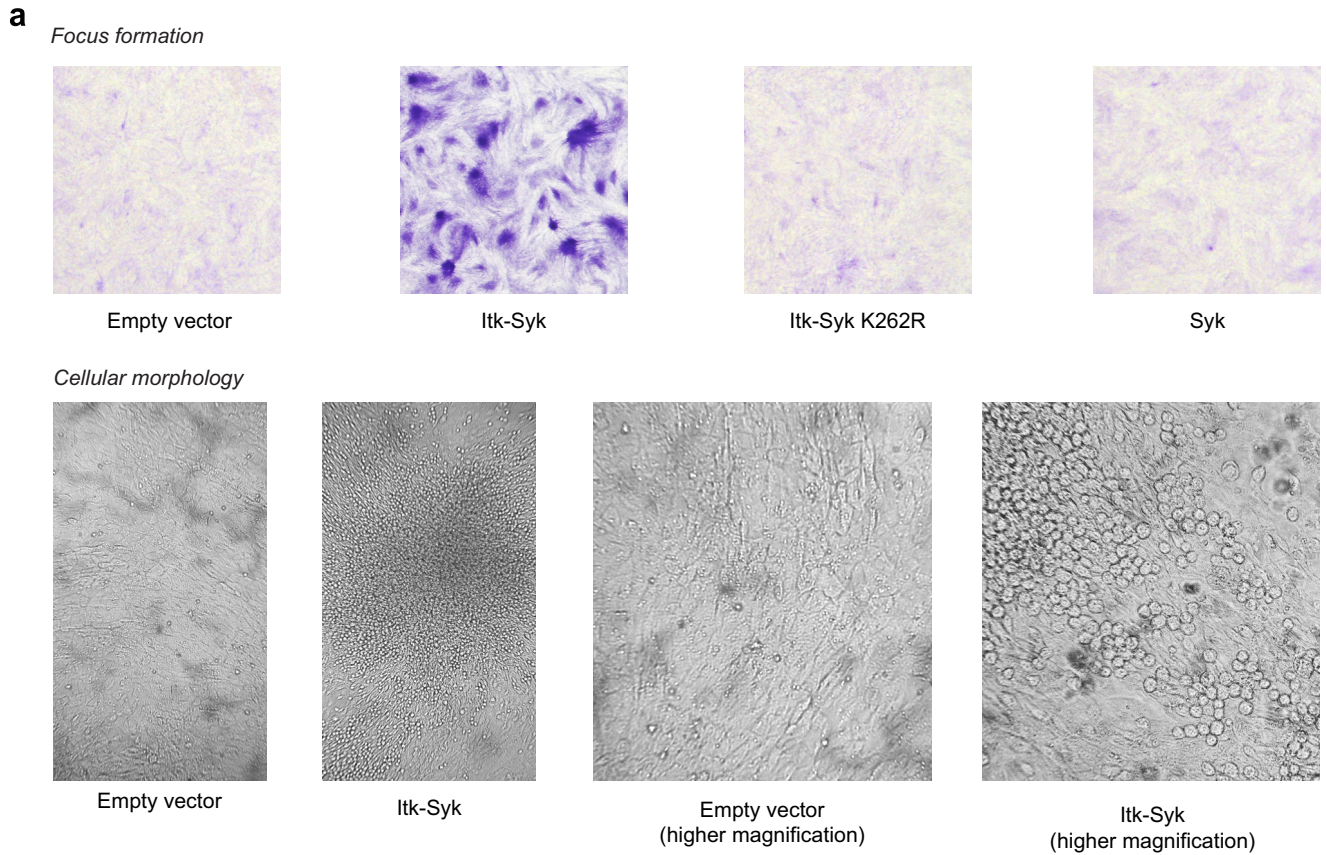 a
Focus formation
Empty vector
Itk-Syk
Itk-Syk K262R
Syk
Cellular morphology
Empty vector
Itk-Syk
Empty vector
(higher magnification)
Itk-Syk
(higher magnification)